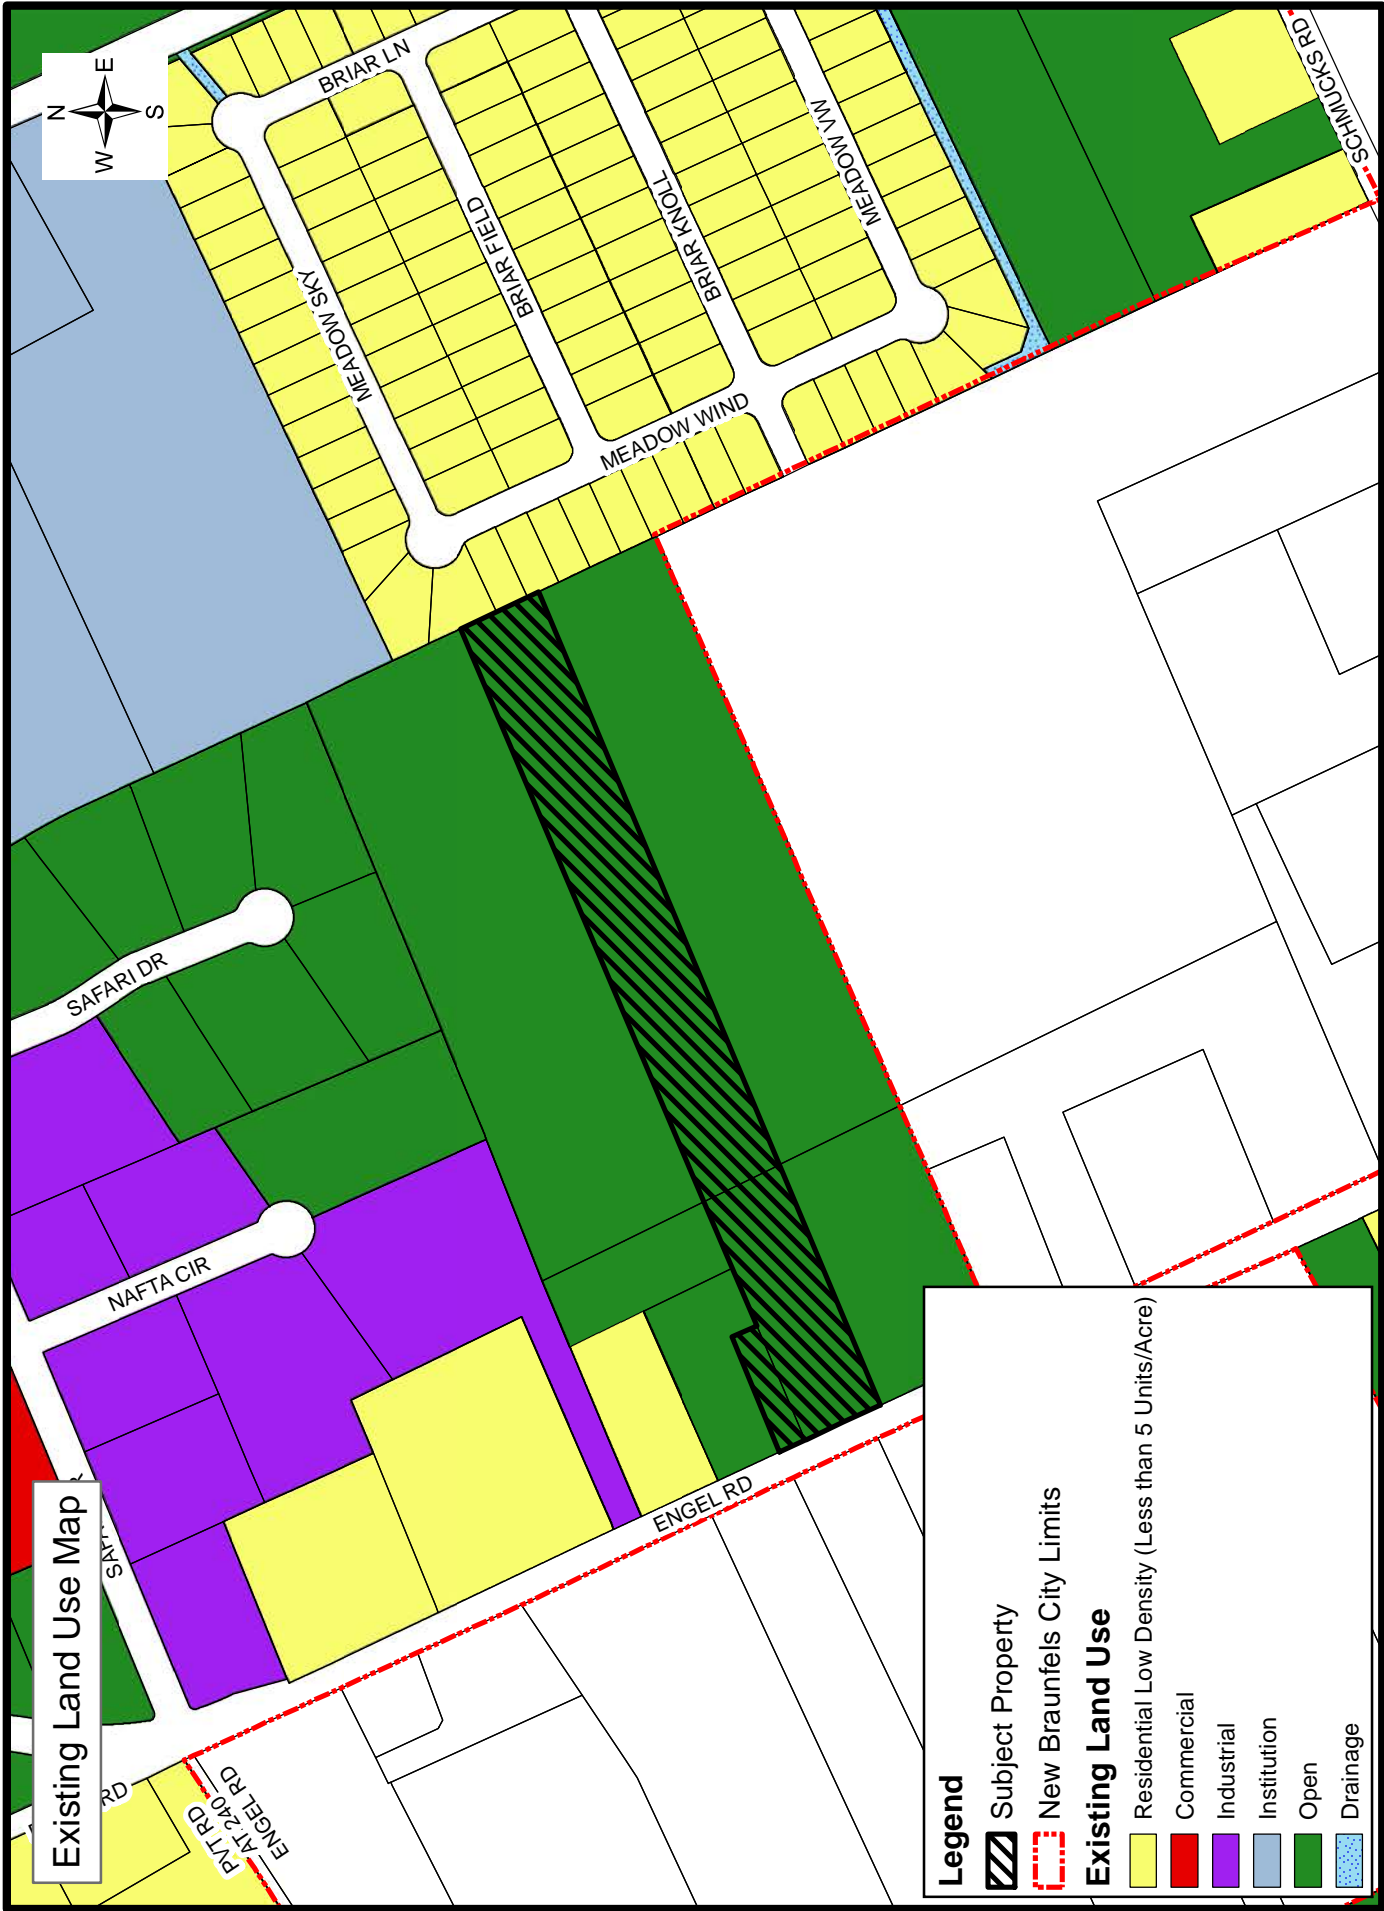 Existing Land Use Map
N
W
E
S
BRIAR LN
MEADOW SKY
BRIAR FIELD
BRIAR KNOLL
MEADOW VW
MEADOW WIND
SCHMUCKS RD
SAFARI DR
NAFTA CIR
ENGEL RD
RD
PVT RD
AT 240
ENGEL RD
Legend
Subject Property
New Braunfels City Limits
Existing Land Use
Residential Low Density (Less than 5 Units/Acre)
Commercial
Industrial
Institution
Open
Drainage